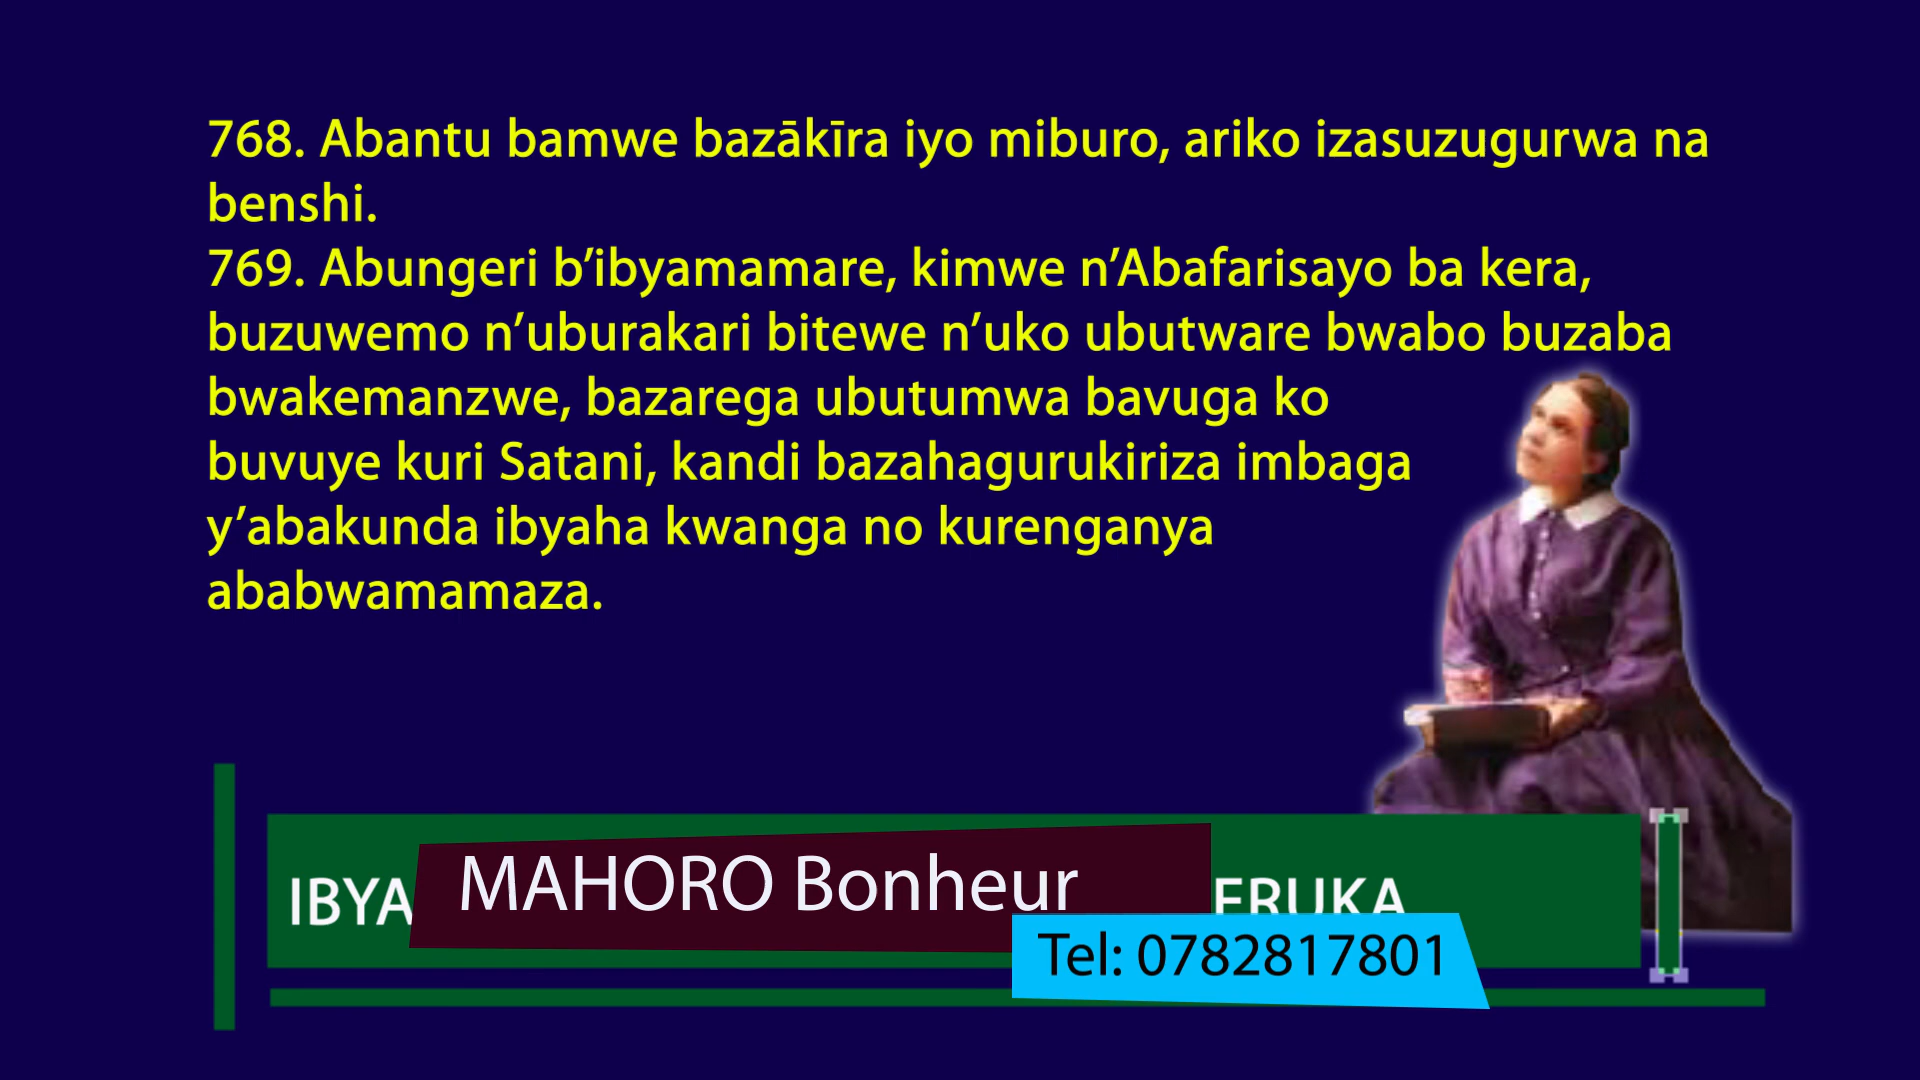 768. Abantu bamwe bazākīra iyo miburo, ariko izasuzugurwa na
benshi.
769. Abungeri b’ibyamamare, kimwe n’Abafarisayo ba kera,
buzuwemo n’uburakari bitewe n’uko ubutware bwabo buzaba
bwakemanzwe, bazarega ubutumwa bavuga ko
buvuye kuri Satani, kandi bazahagurukiriza imbaga
y’abakunda ibyaha kwanga no kurenganya
ababwamamaza.
MAHORO Bonheur
Tel: 0782817801